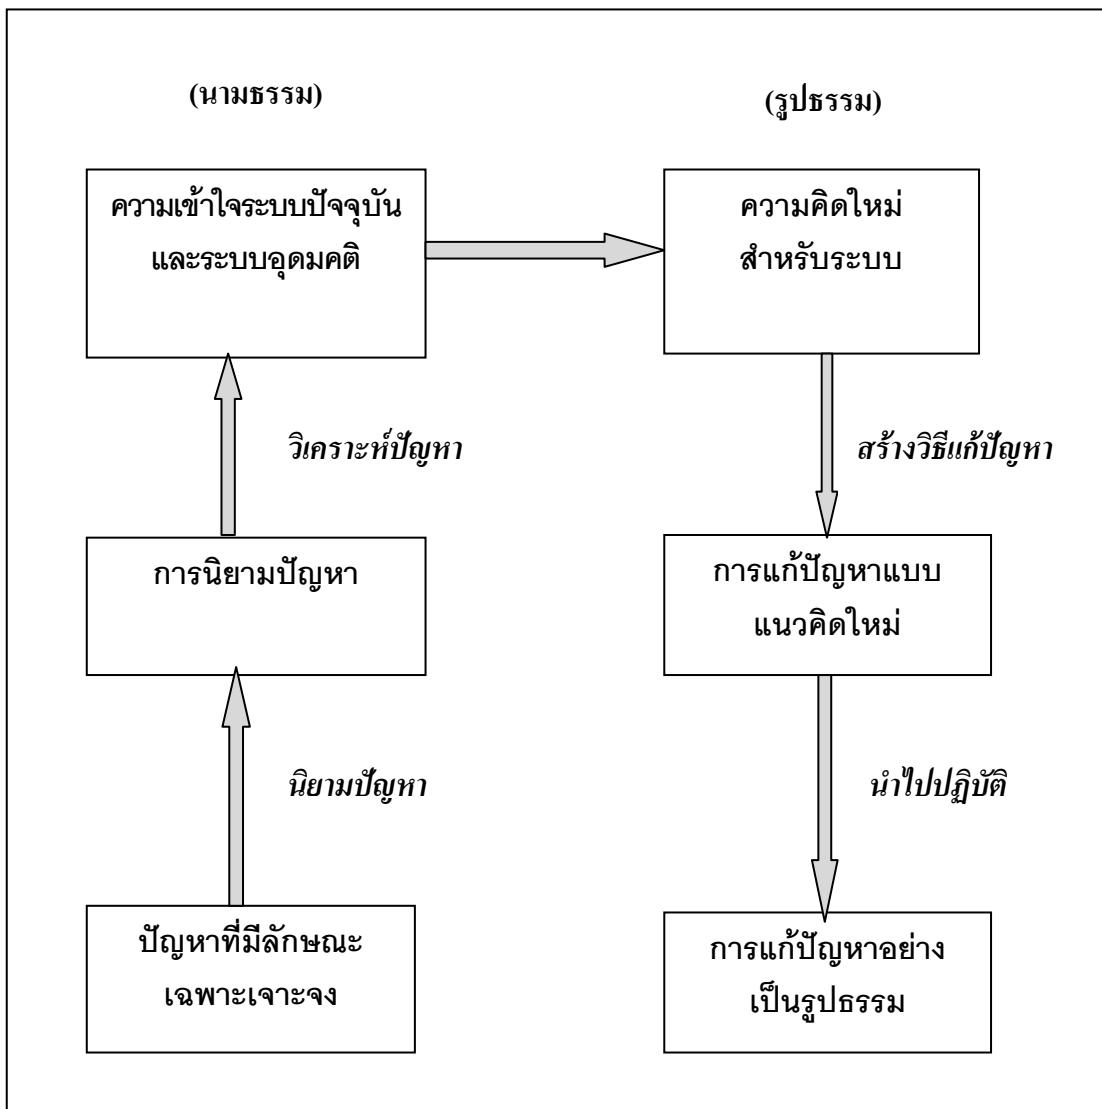 (นามธรรม)
(รูปธรรม)
ความเข้าใจระบบปัจจุบัน
และระบบอุดมคติ
ความคิดใหม่
สำหรับระบบ
วิเคราะห์ปัญหา
สร้างวิธีแก้ปัญหา
การนิยามปัญหา
การแก้ปัญหาแบบ
แนวคิดใหม่
นิยามปัญหา
นำไปปฏิบัติ
ปัญหาที่มีลักษณะ
เฉพาะเจาะจง
การแก้ปัญหาอย่าง
เป็นรูปธรรม